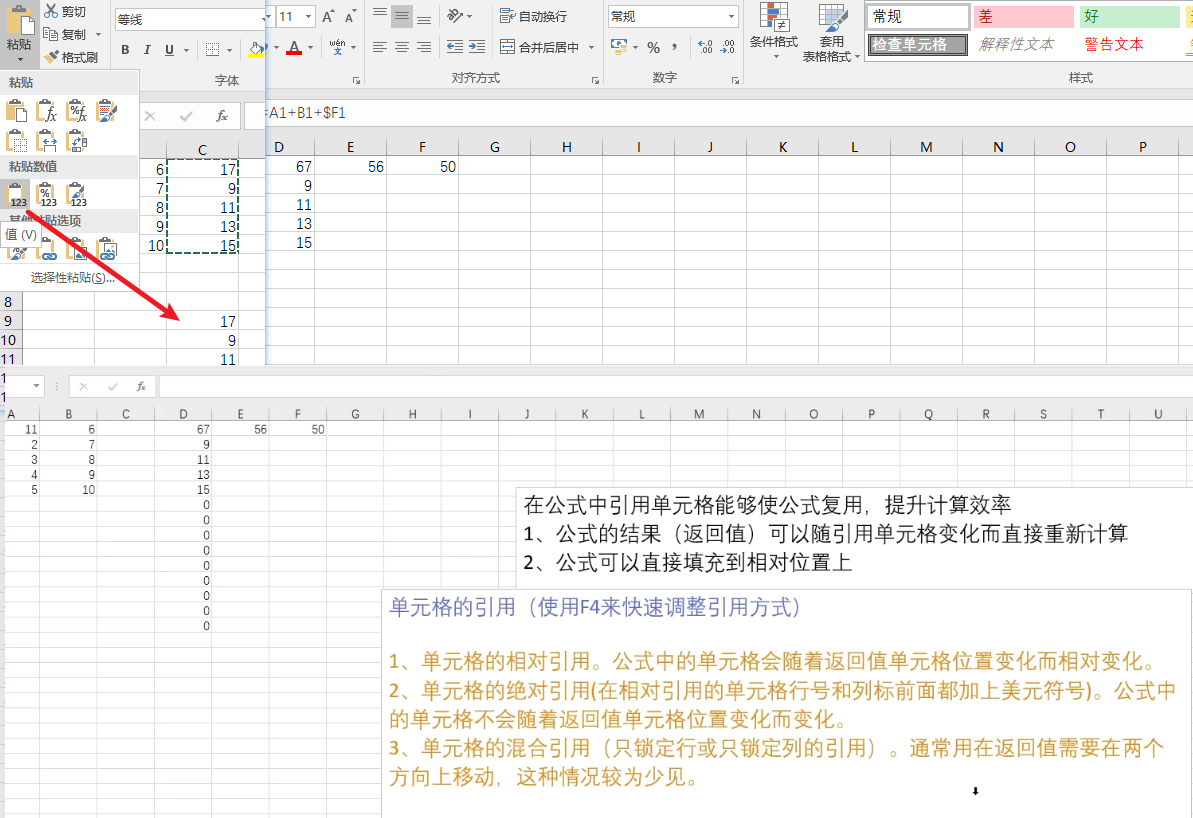 剪切
等线 11 自动换行 常规 常规 差 好
复制
粘贴 B I U A wén 合并后居中 % 条件格式 套用 检查单元格 解释性文本 警告文本
格式刷 表格格式
字体 对齐方式 数字 样式
粘贴
fx %fx
fx =A1+B1+$F1
C D E F G H I J K L M N O P
粘贴数值
6 17 67 56 50
7 9 9
123 123 123
8 11 11
其他粘贴选项
9 13 13
值 (V)
10 15 15
选择性粘贴(S)...
8
9 17
10 9
11 11
fx
A B C D E F G H I J K L M N O P Q R S T U
11 6 67 56 50
2 7 9
3 8 11
4 9 13
5 10 15
0
0
0
0
0
0
0
0
0
在公式中引用单元格能够使公式复用，提升计算效率
1、公式的结果（返回值）可以随引用单元格变化而直接重新计算
2、公式可以直接填充到相对位置上
单元格的引用（使用F4来快速调整引用方式）
1、单元格的相对引用。公式中的单元格会随着返回值单元格位置变化而相对变化。
2、单元格的绝对引用(在相对引用的单元格行号和列标前面都加上美元符号)。公式中
的单元格不会随着返回值单元格位置变化而变化。
3、单元格的混合引用（只锁定行或只锁定列的引用）。通常用在返回值需要在两个
方向上移动，这种情况较为少见。